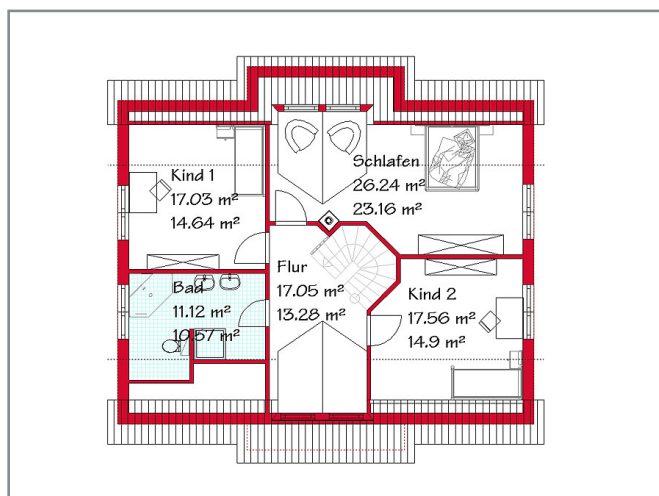 Kind 1
17.03 m²
14.64 m²
Schlafen
26.24 m²
23.16 m²
Bad
11.12 m²
10.57 m²
Flur
17.05 m²
13.28 m²
Kind 2
17.56 m²
14.9 m²